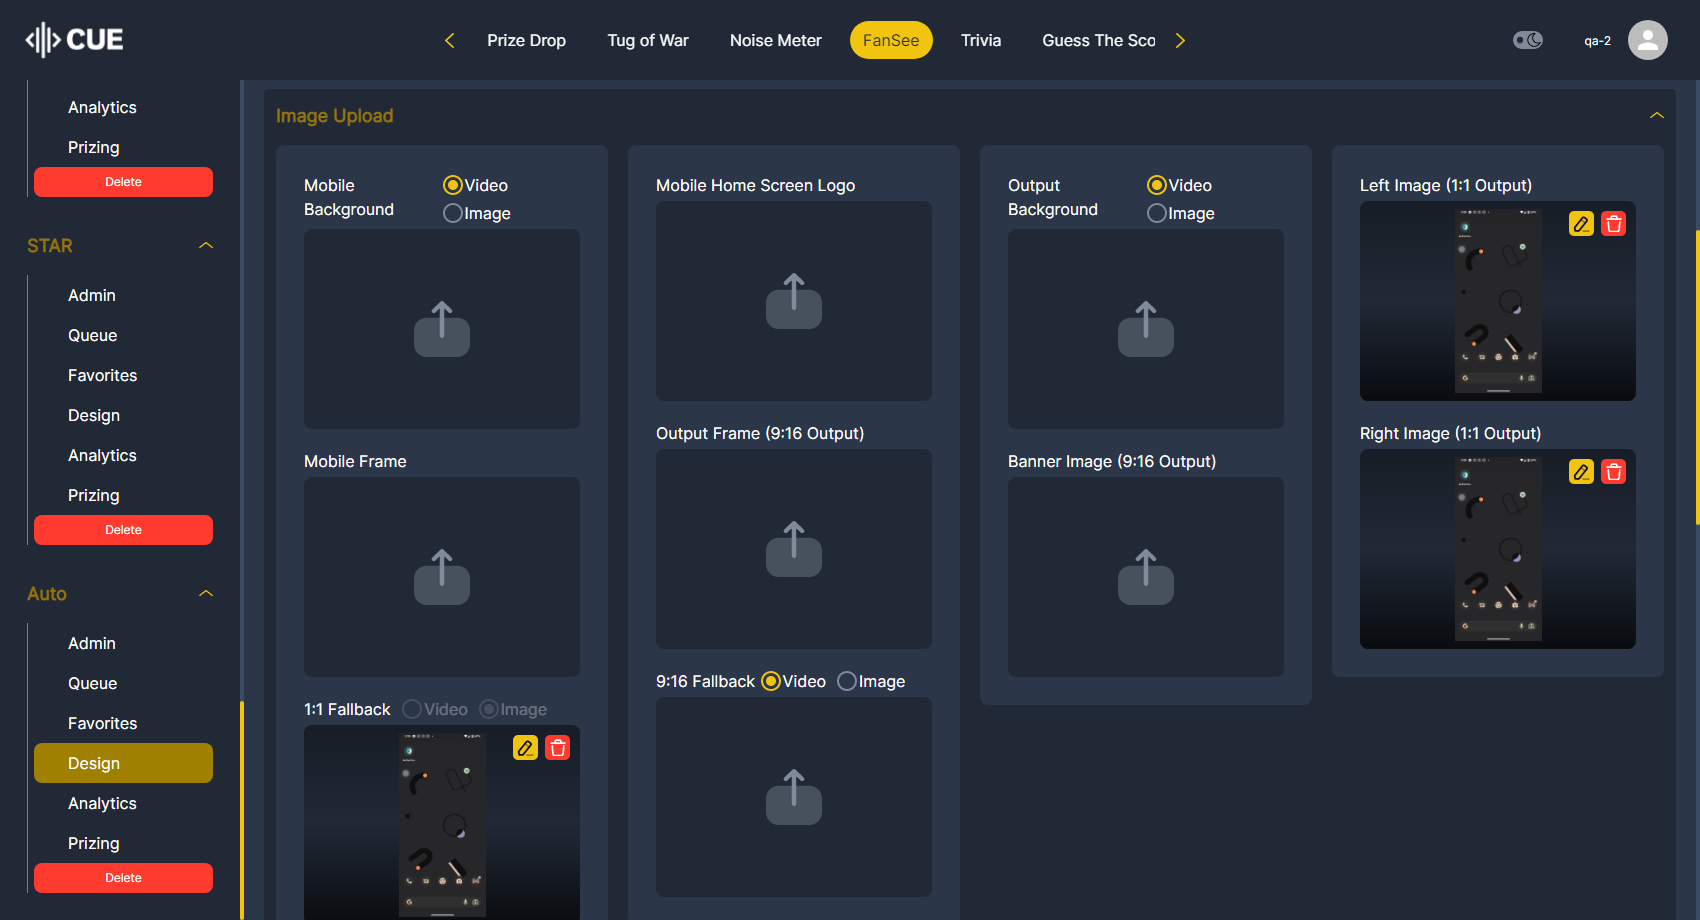 CUE
Prize Drop
Tug of War
Noise Meter
FanSee
Trivia
Guess The Sco
qa-2
Analytics
Prizing
Delete
STAR
Admin
Queue
Favorites
Design
Analytics
Prizing
Delete
Auto
Admin
Queue
Favorites
Design
Analytics
Prizing
Delete
Image Upload
Mobile
Background
Video
Image
Mobile Frame
1:1 Fallback
Video
Image
Mobile Home Screen Logo
Output Frame (9:16 Output)
9:16 Fallback
Video
Image
Output
Background
Video
Image
Banner Image (9:16 Output)
Left Image (1:1 Output)
Right Image (1:1 Output)